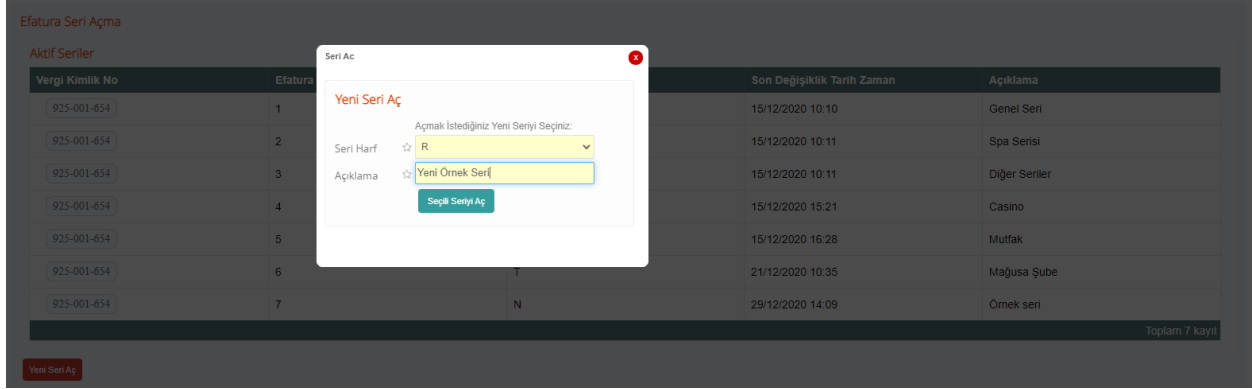 Efatura Seri Açma
Aktif Seriler
Vergi Kimlik No Efatura Son Değişiklik Tarih Zaman Açıklama
925-001-654 1 15/12/2020 10:10 Genel Seri
925-001-654 2 15/12/2020 10:11 Spa Serisi
925-001-654 3 15/12/2020 10:11 Diğer Seriler
925-001-654 4 15/12/2020 15:21 Casino
925-001-654 5 15/12/2020 16:28 Mutfak
925-001-654 6 T 21/12/2020 10:35 Mağusa Şube
925-001-654 7 N 29/12/2020 14:09 Örnek seri
Toplam 7 kayıt
Yeni Seri Aç
Seri Ac X
Yeni Seri Aç
Açmak İstediğiniz Yeni Seriyi Seçiniz:
Seri Harf R
Açıklama Yeni Örnek Seri
Seçili Seriyi Aç